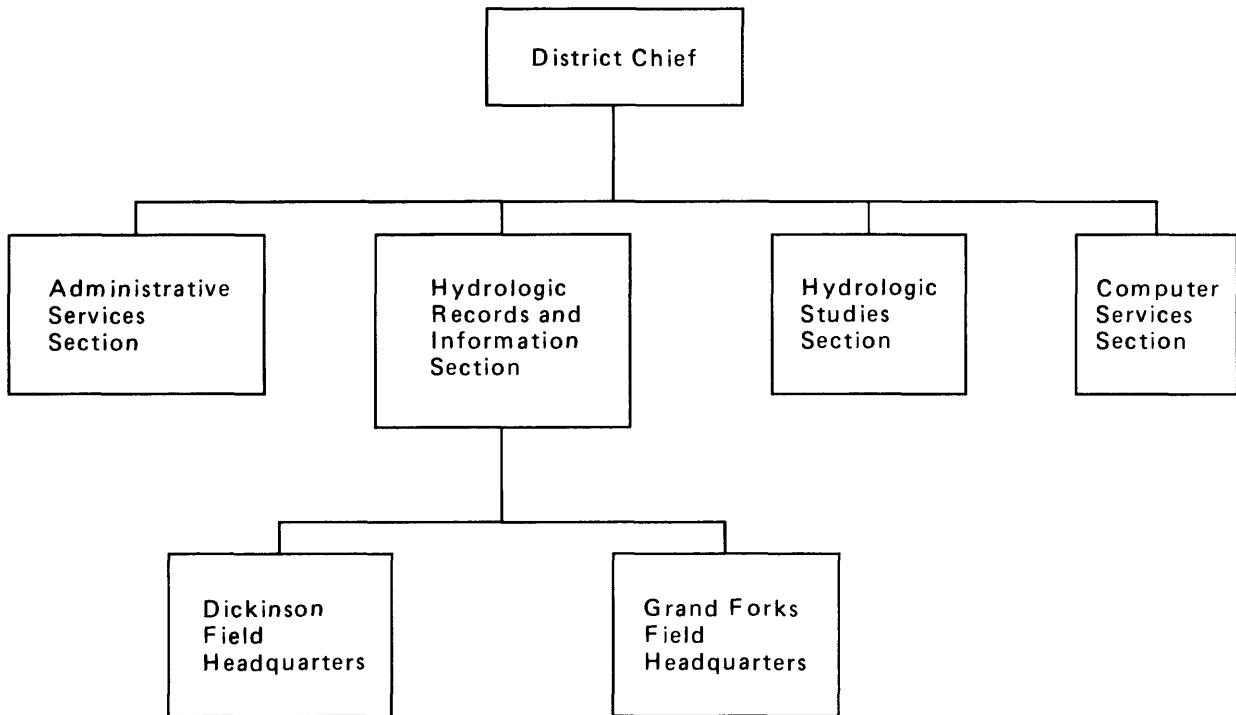 District Chief
Administrative
Services
Section
Hydrologic
Records and
Information
Section
Hydrologic
Studies
Section
Computer
Services
Section
Dickinson
Field
Headquarters
Grand Forks
Field
Headquarters